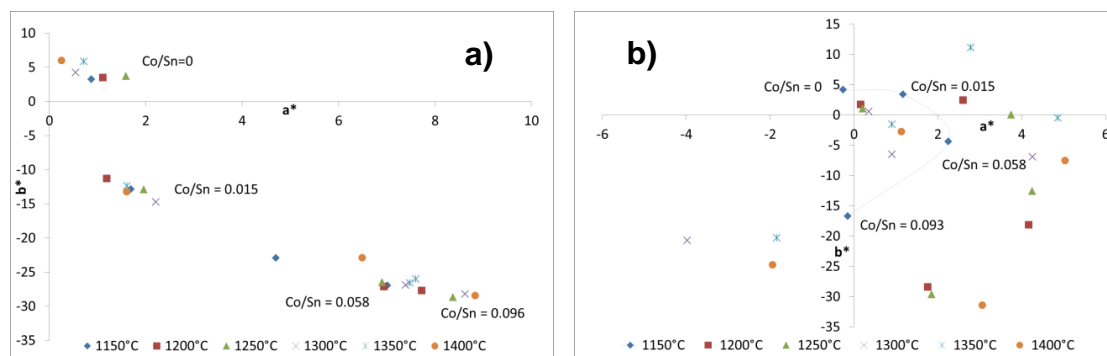 a)
10
5
0
-5
-10
-15
-20
-25
-30
-35
0
2
4
6
8
10
a*
b*
Co/Sn=0
Co/Sn = 0.015
Co/Sn = 0.058
Co/Sn = 0.096
1150°C 1200°C 1250°C 1300°C 1350°C 1400°C
b)
15
10
5
0
-5
-10
-15
-20
-25
-30
-35
-6
-4
-2
0
2
4
6
a*
b*
Co/Sn = 0
Co/Sn = 0.015
Co/Sn = 0.058
Co/Sn = 0.093
1150°C 1200°C 1250°C 1300°C 1350°C 1400°C